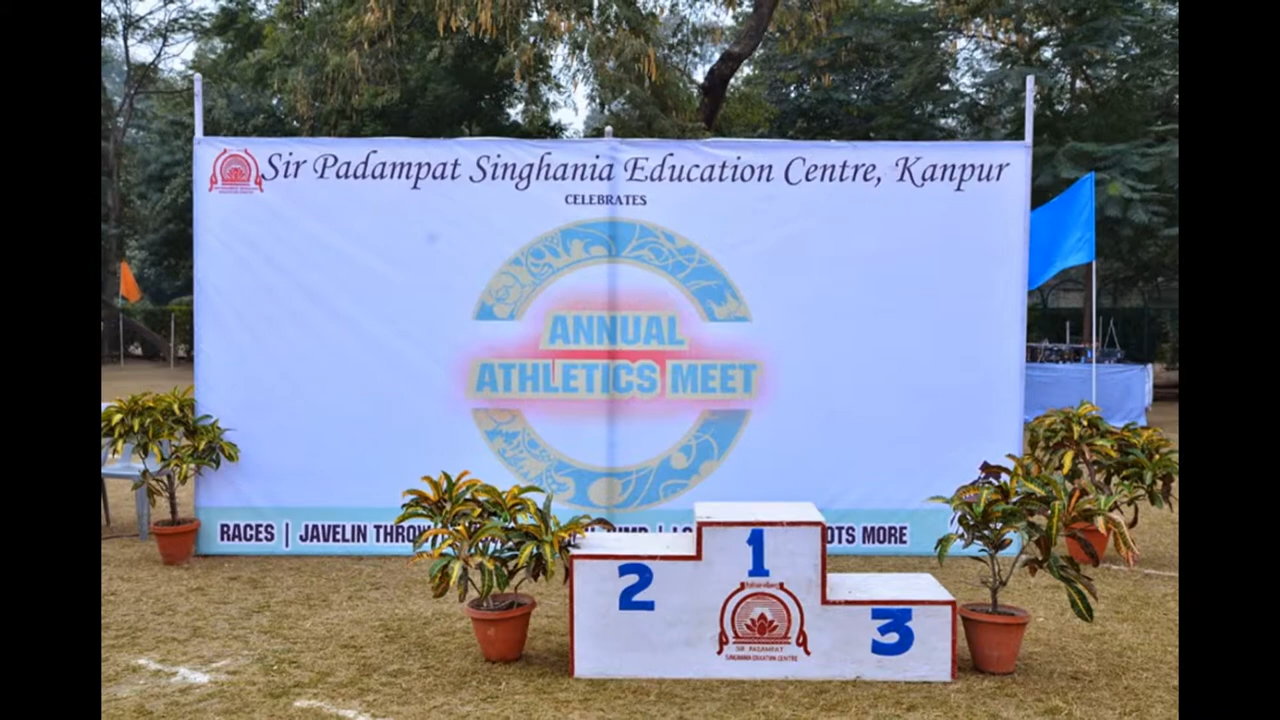 Sir Padampat Singhania Education Centre, Kanpur
CELEBRATES
ANNUAL
ATHLETICS MEET
RACES | JAVELIN THROW
MORE
1
2
3
SIR PADAMPAT
SINGHANIA EDUCATION CENTRE